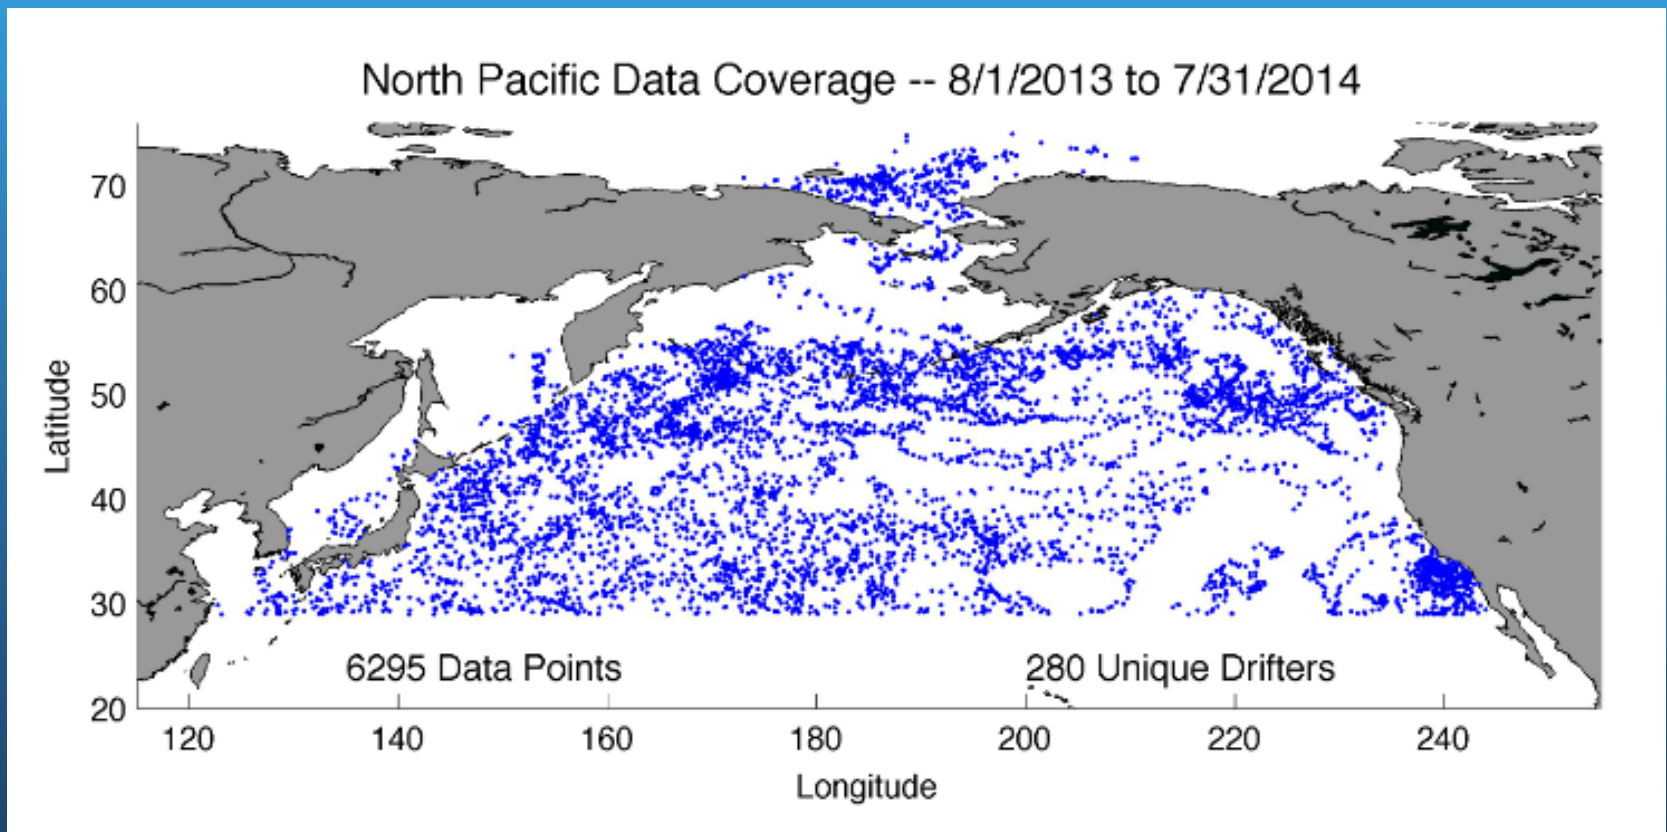 North Pacific Data Coverage -- 8/1/2013 to 7/31/2014
70
60
50
40
30
20
Latitude
6295 Data Points
280 Unique Drifters
120 140 160 180 200 220 240
Longitude